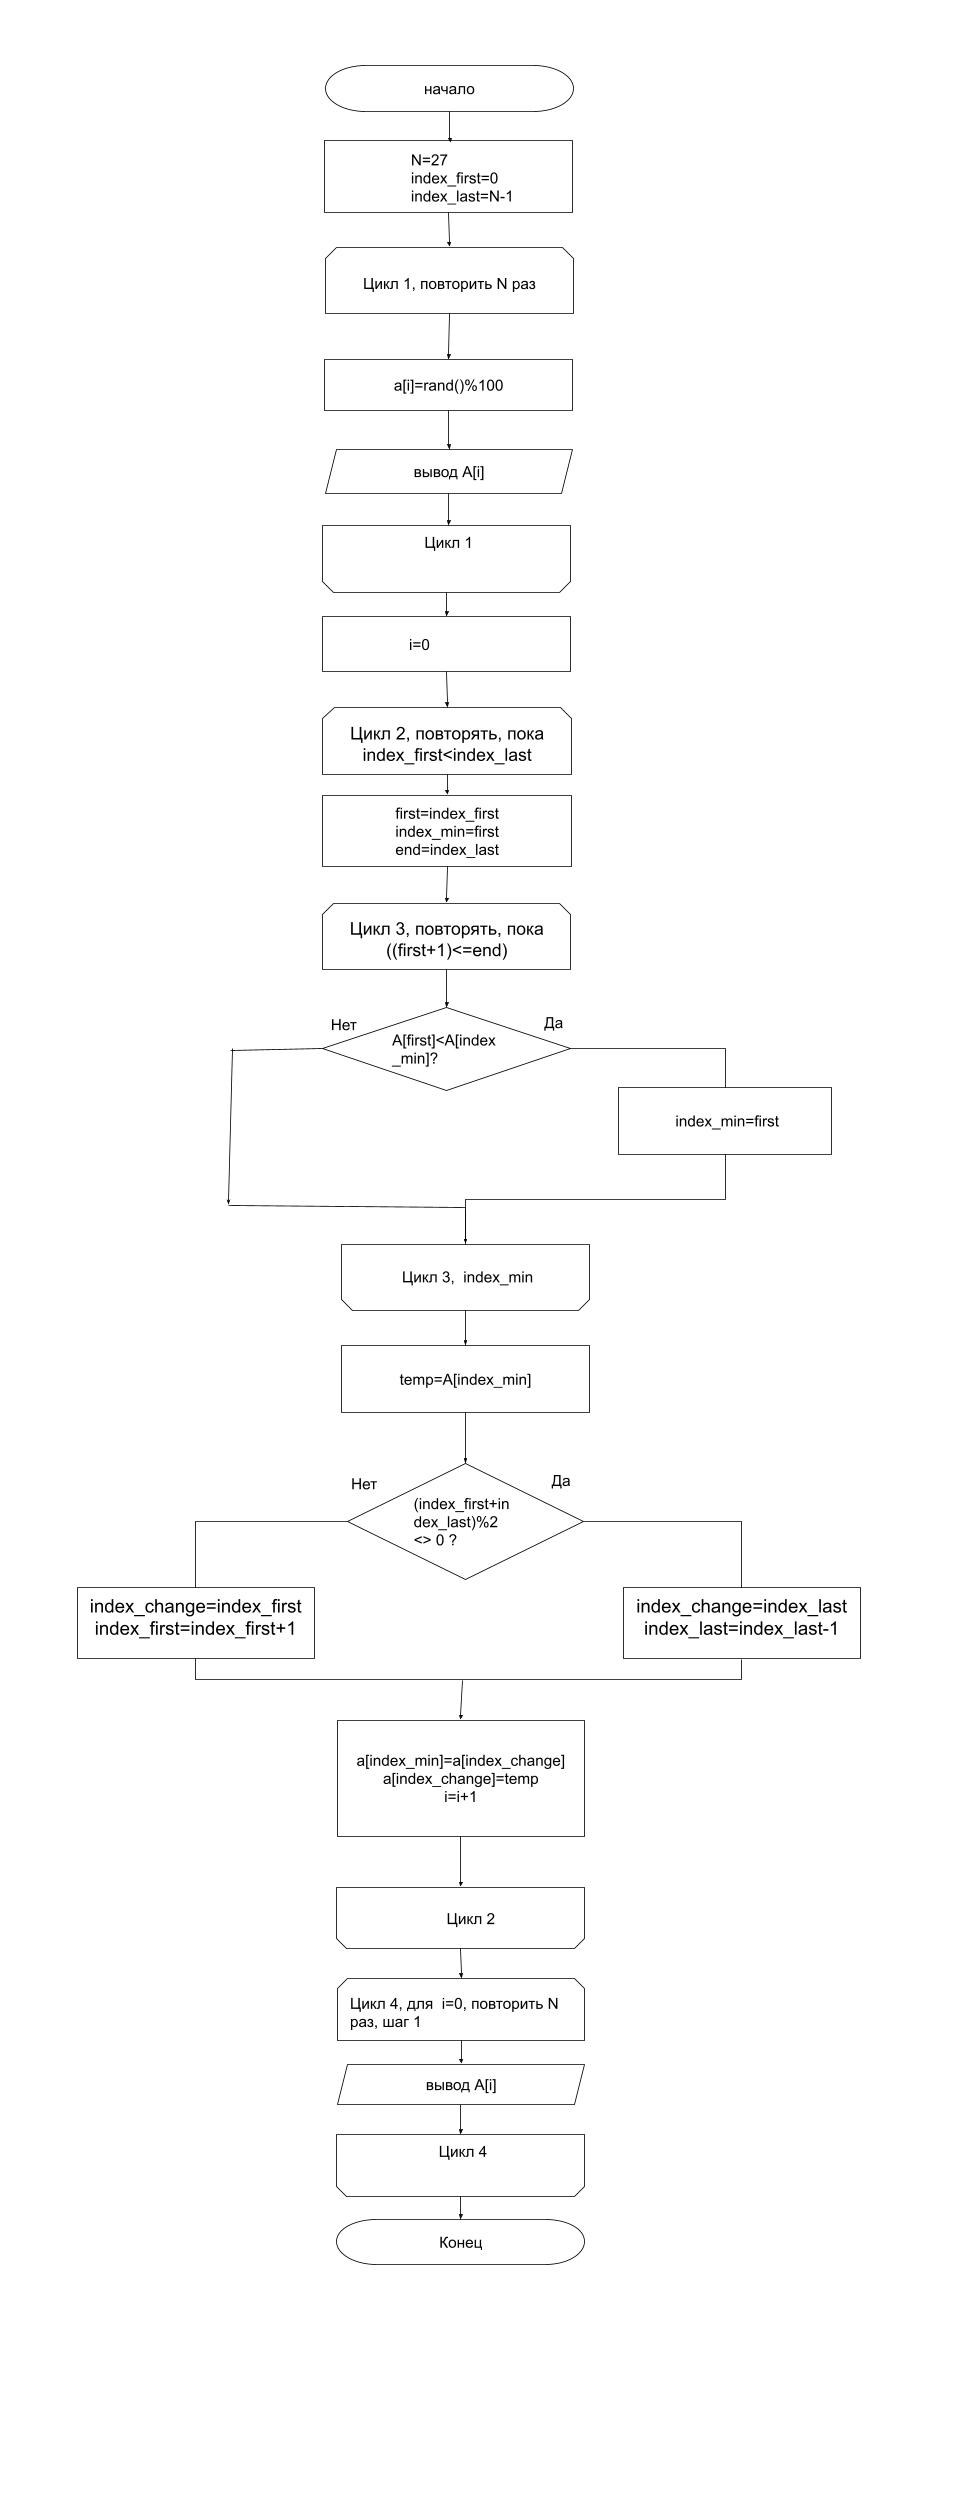 начало
N=27
index_first=0
index_last=N-1
Цикл 1, повторить N раз
a[i]=rand()%100
вывод A[i]
Цикл 1
i=0
Цикл 2, повторять, пока
index_first<index_last
first=index_first
index_min=first
end=index_last
Цикл 3, повторять, пока
((first+1)<=end)
Нет
Да
A[first]<A[index
_min]?
index_min=first
Цикл 3,  index_min
temp=A[index_min]
Нет
Да
(index_first+in
dex_last)%2
<> 0 ?
index_change=index_first
index_first=index_first+1
index_change=index_last
index_last=index_last-1
a[index_min]=a[index_change]
a[index_change]=temp
i=i+1
Цикл 2
Цикл 4, для  i=0, повторить N
раз, шаг 1
вывод A[i]
Цикл 4
Конец